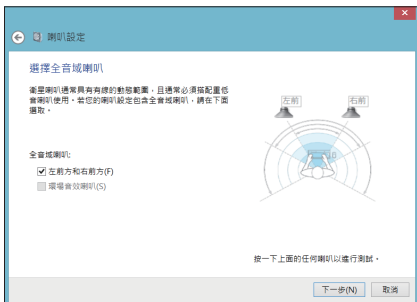 喇叭設定
選擇全音域喇叭
衛星喇叭通常具有有線的動態範圍，且通常必須搭配重低
音喇叭使用。若您的喇叭設定包含全音域喇叭，請在下面
選取。
左前 右前
全音域喇叭:
左前方和右前方(F)
環場音效喇叭(S)
按一下上面的任何喇叭以進行測試。
下一步(N) 取消